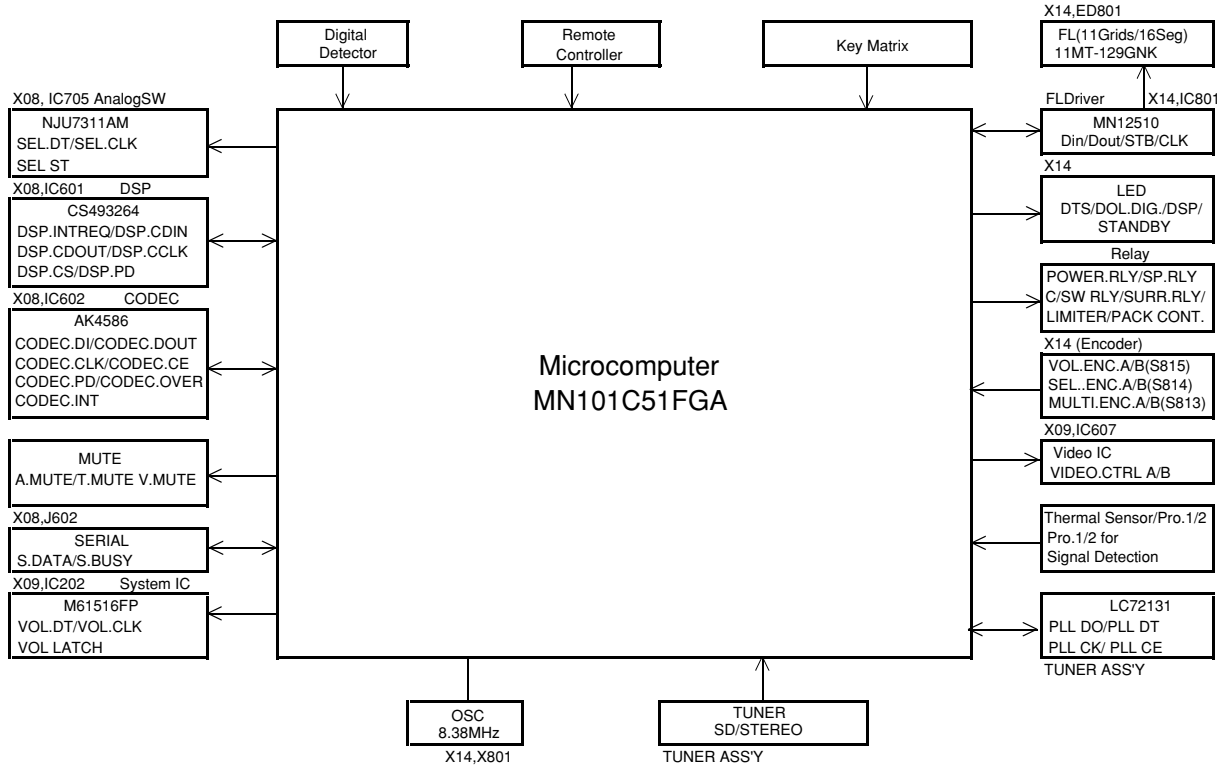 X14,ED801
Digital
Detector
Remote
Controller
Key Matrix
FL(11Grids/16Seg)
11MT-129GNK
X08, IC705 AnalogSW
NJU7311AM
SEL.DT/SEL.CLK
SEL ST
X08,IC601 DSP
CS493264
DSP.INTREQ/DSP.CDIN
DSP.CDOUT/DSP.CCLK
DSP.CS/DSP.PD
X08,IC602 CODEC
AK4586
CODEC.DI/CODEC.DOUT
CODEC.CLK/CODEC.CE
CODEC.PD/CODEC.OVER
CODEC.INT
MUTE
A.MUTE/T.MUTE V.MUTE
X08,J602
SERIAL
S.DATA/S.BUSY
X09,IC202 System IC
M61516FP
VOL.DT/VOL.CLK
VOL LATCH
Microcomputer
MN101C51FGA
FLDriver X14,IC801
MN12510
Din/Dout/STB/CLK
X14
LED
DTS/DOL.DIG./DSP/
STANDBY
Relay
POWER.RLY/SP.RLY
C/SW RLY/SURR.RLY/
LIMITER/PACK CONT.
X14 (Encoder)
VOL.ENC.A/B(S815)
SEL..ENC.A/B(S814)
MULTI.ENC.A/B(S813)
X09,IC607
Video IC
VIDEO.CTRL A/B
Thermal Sensor/Pro.1/2
Pro.1/2 for
Signal Detection
LC72131
PLL DO/PLL DT
PLL CK/ PLL CE
TUNER ASS'Y
OSC
8.38MHz
X14,X801
TUNER
SD/STEREO
TUNER ASS'Y